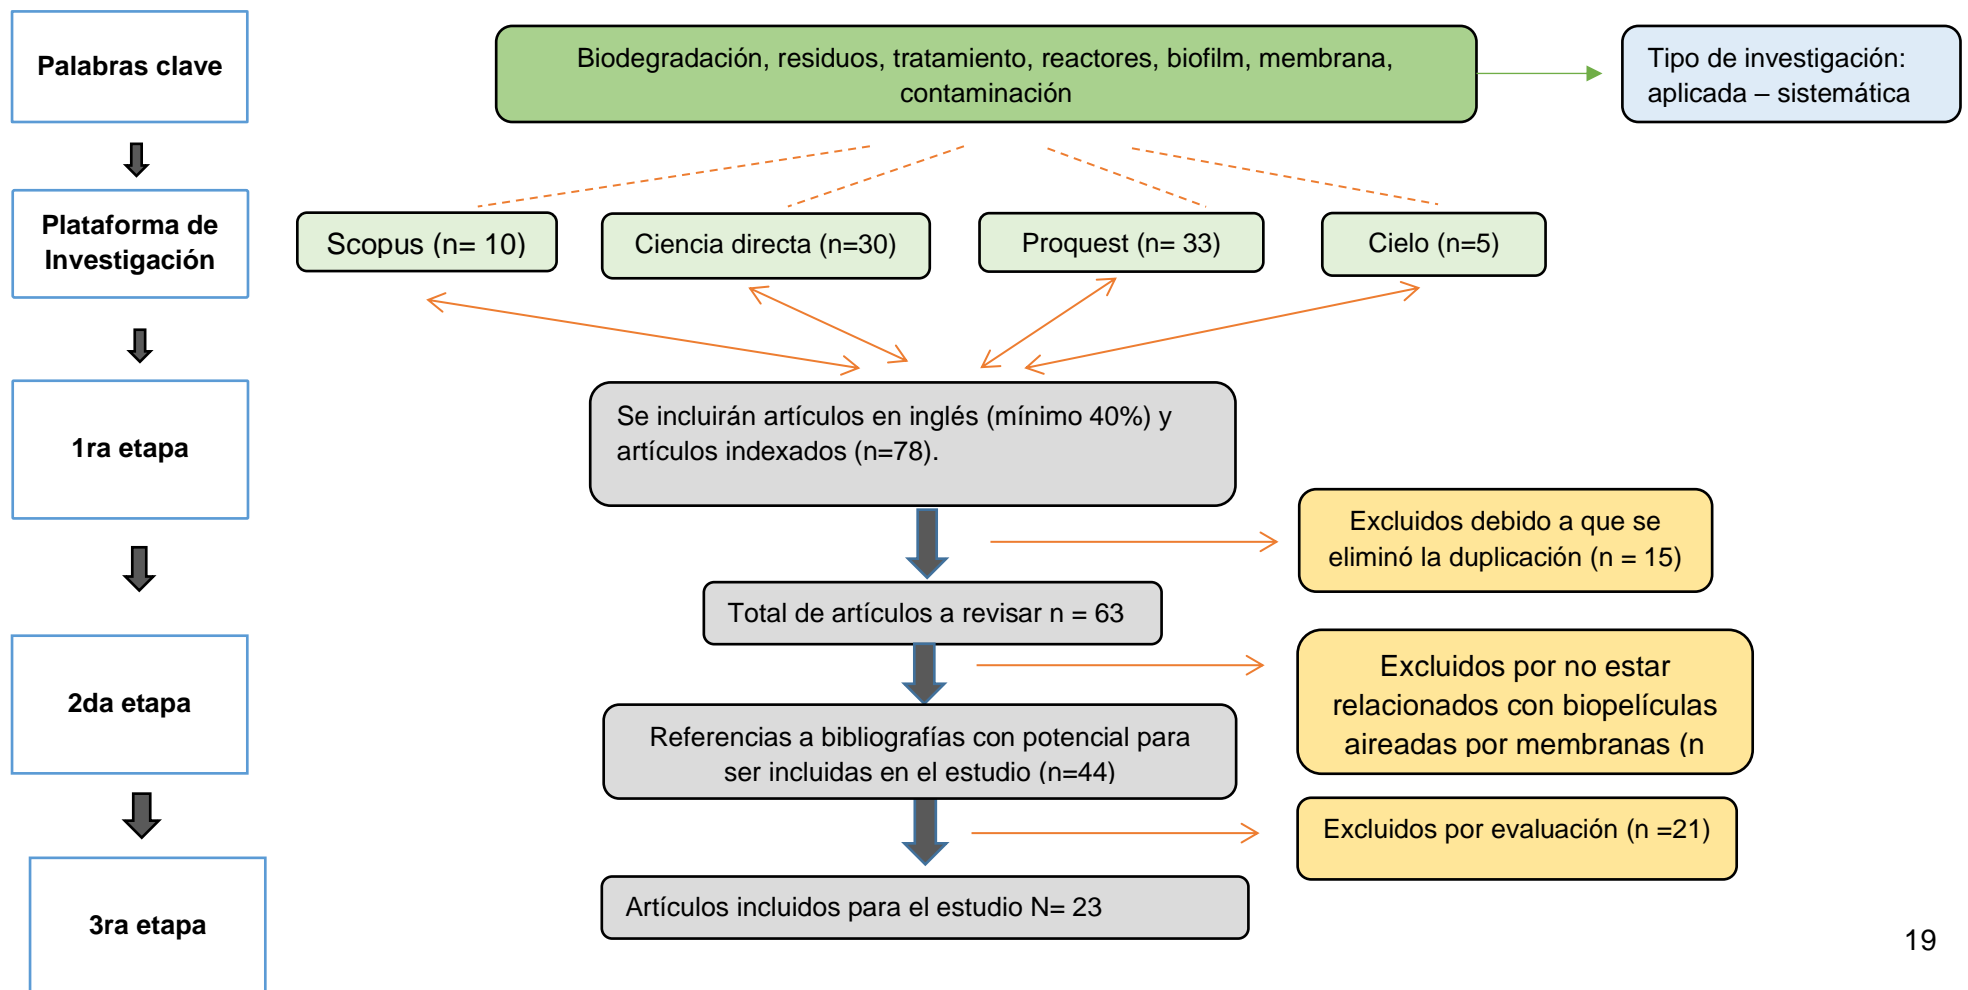 Palabras clave
Biodegradación, residuos, tratamiento, reactores, biofilm, membrana,
contaminación
Tipo de investigación:
aplicada – sistemática
Plataforma de
Investigación
Scopus (n= 10)
Ciencia directa (n=30)
Proquest (n= 33)
Cielo (n=5)
1ra etapa
Se incluirán artículos en inglés (mínimo 40%) y
artículos indexados (n=78).
Excluidos debido a que se
eliminó la duplicación (n = 15)
Total de artículos a revisar n = 63
2da etapa
Excluidos por no estar
relacionados con biopelículas
aireadas por membranas (n
Referencias a bibliografías con potencial para
ser incluidas en el estudio (n=44)
Excluidos por evaluación (n =21)
3ra etapa
Artículos incluidos para el estudio N= 23
19